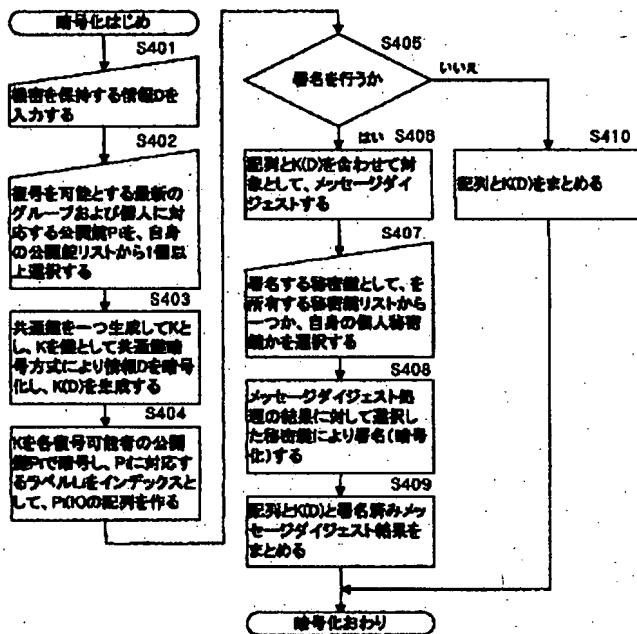 暗号化はじめ
S401
機密を保持する情報Dを
入力する
S402
復号を可能とする最新の
グループおよび個人に対
応する公開鍵Piを、自身
の公開鍵リストから1個以
上選択する
S403
共通鍵を一つ生成してKと
し、Kを鍵として共通鍵暗
号方式により情報Dを暗号
化し、K(D)を生成する
S404
Kを各復号可能者の公開
鍵Piで暗号し、Piに対応す
るラベルLiをインデックスと
して、Pi(K)の配列を作る
S405
署名を行うか
いいえ
はい
S406
配列とK(D)を合わせて対
象として、メッセージダイ
ジェストする
S407
署名する秘密鍵として、を
所有する秘密鍵リストから
一つか、自身の個人秘密
鍵かを選択する
S408
メッセージダイジェスト処
理の結果に対して選択し
た秘密鍵により署名(暗号
化)する
S409
配列とK(D)と署名済みメッ
セージダイジェスト結果を
まとめる
S410
配列とK(D)をまとめる
暗号化おわり